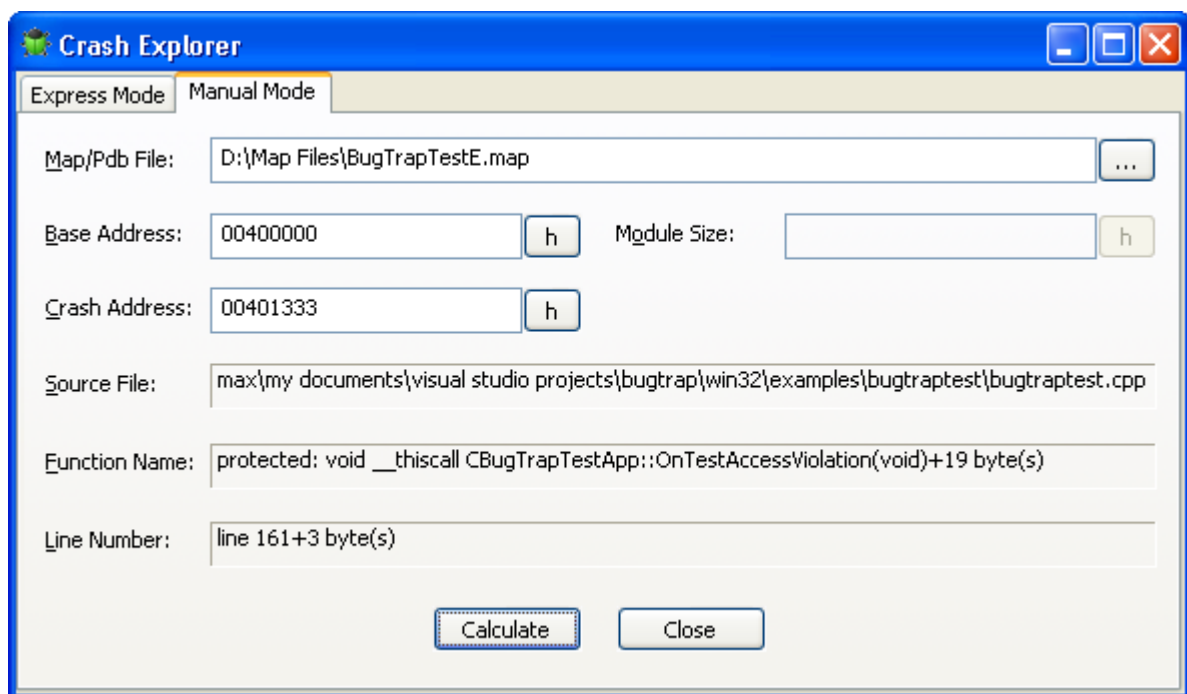 Crash Explorer
Express Mode Manual Mode
Map/Pdb File: D:\Map Files\BugTrapTestE.map ...
Base Address: 00400000 h Module Size: h
Crash Address: 00401333 h
Source File: max\my documents\visual studio projects\bugtrap\win32\examples\bugtraptest\bugtraptest.cpp
Function Name: protected: void __thiscall CBugTrapTestApp::OnTestAccessViolation(void)+19 byte(s)
Line Number: line 161+3 byte(s)
Calculate Close